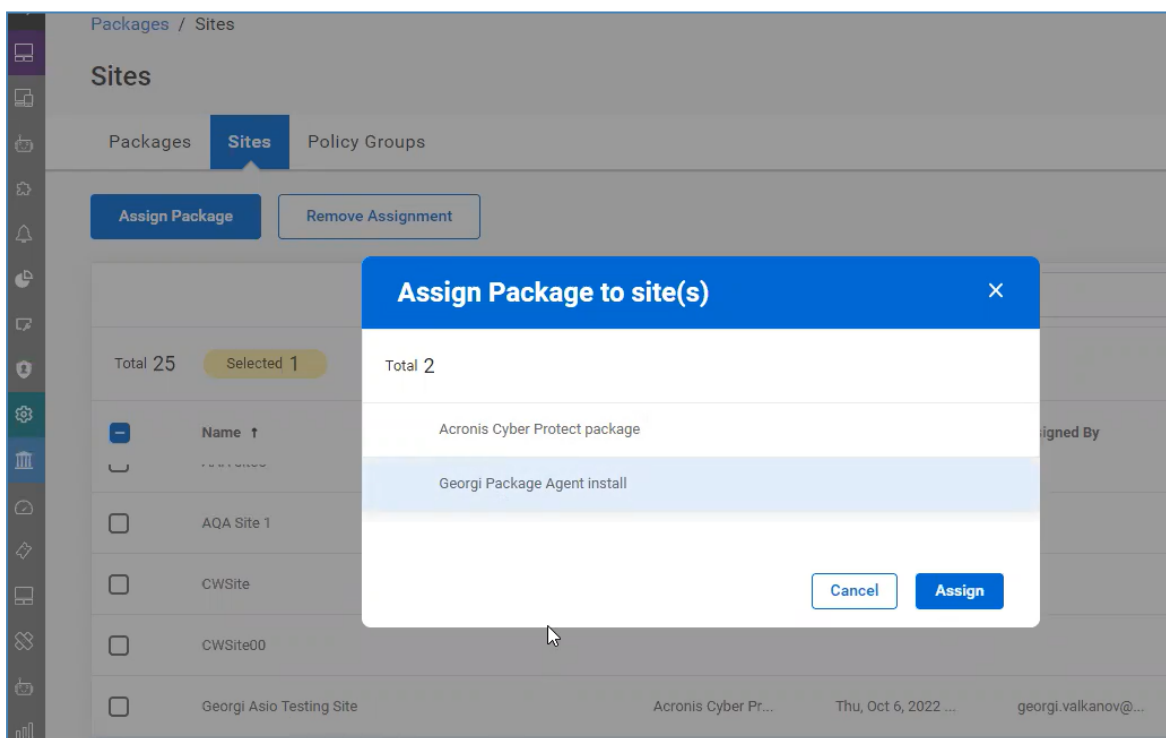 Packages / Sites
Sites
Packages Sites Policy Groups
Assign Package Remove Assignment
Assign Package to site(s)
Total 25 Selected 1
Total 2
Name ↑
igned By
Acronis Cyber Protect package
Georgi Package Agent install
AQA Site 1
CWSite
Cancel Assign
CWSite00
Georgi Asio Testing Site Acronis Cyber Pr... Thu, Oct 6, 2022 ... georgi.valkanov@...